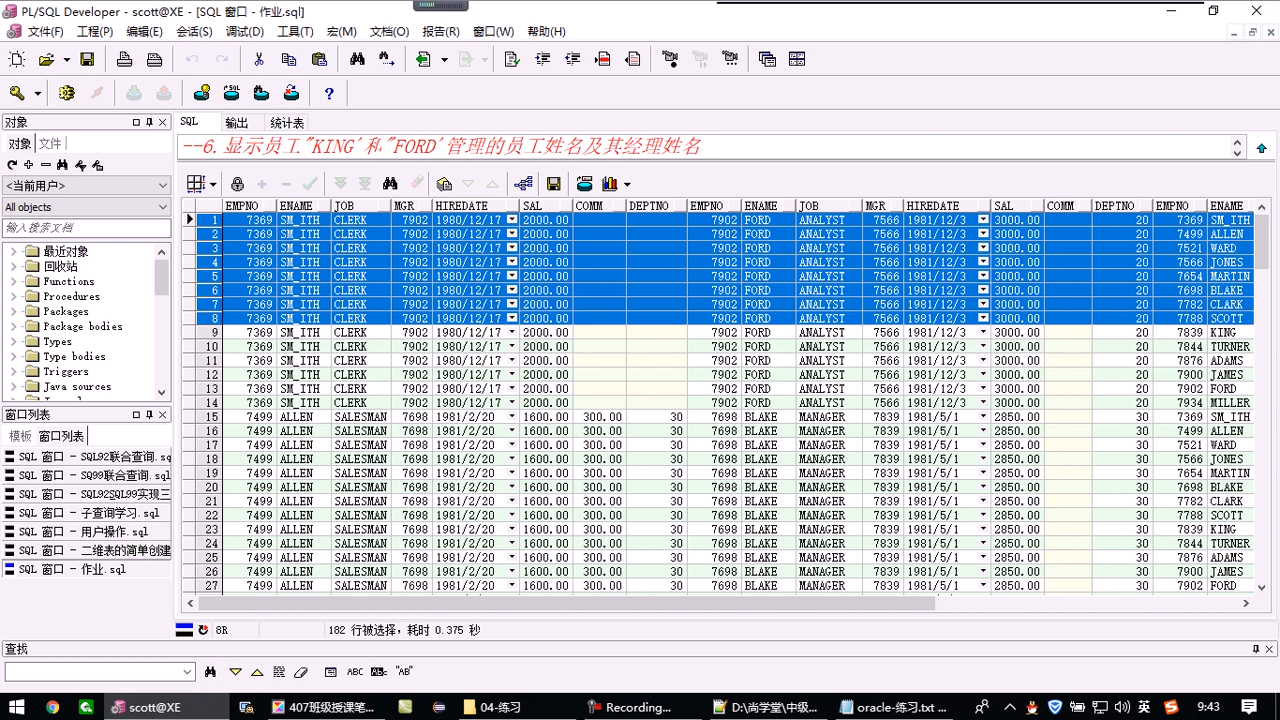 PL/SQL Developer - scott@XE - [SQL 窗口 - 作业.sql]
文件(F) 工程(P) 编辑(E) 会话(S) 调试(D) 工具(T) 宏(M) 文档(O) 报告(R) 窗口(W) 帮助(H)
对象
对象 文件
<当前用户>
All objects
输入搜索文档
最近对象
回收站
Functions
Procedures
Packages
Package bodies
Types
Type bodies
Triggers
Java sources
窗口列表
模板 窗口列表
SQL 窗口 - SQL92联合查询.sq
SQL 窗口 - SQ99联合查询.sql
SQL 窗口 - SQL92SQL99实现三
SQL 窗口 - 子查询学习.sql
SQL 窗口 - 用户操作.sql
SQL 窗口 - 二维表的简单创建
SQL 窗口 - 作业.sql
SQL 输出 统计表
--6.显示员工"KING'和"FORD'管理的员工姓名及其经理姓名
EMPNO ENAME JOB MGR HIREDATE SAL COMM DEPTNO EMPNO ENAME JOB MGR HIREDATE SAL COMM DEPTNO EMPNO ENAME
1 7369 SM_ITH CLERK 7902 1980/12/17 2000.00 7902 FORD ANALYST 7566 1981/12/3 3000.00 20 7369 SM_ITH
2 7369 SM_ITH CLERK 7902 1980/12/17 2000.00 7902 FORD ANALYST 7566 1981/12/3 3000.00 20 7499 ALLEN
3 7369 SM_ITH CLERK 7902 1980/12/17 2000.00 7902 FORD ANALYST 7566 1981/12/3 3000.00 20 7521 WARD
4 7369 SM_ITH CLERK 7902 1980/12/17 2000.00 7902 FORD ANALYST 7566 1981/12/3 3000.00 20 7566 JONES
5 7369 SM_ITH CLERK 7902 1980/12/17 2000.00 7902 FORD ANALYST 7566 1981/12/3 3000.00 20 7654 MARTIN
6 7369 SM_ITH CLERK 7902 1980/12/17 2000.00 7902 FORD ANALYST 7566 1981/12/3 3000.00 20 7698 BLAKE
7 7369 SM_ITH CLERK 7902 1980/12/17 2000.00 7902 FORD ANALYST 7566 1981/12/3 3000.00 20 7782 CLARK
8 7369 SM_ITH CLERK 7902 1980/12/17 2000.00 7902 FORD ANALYST 7566 1981/12/3 3000.00 20 7788 SCOTT
9 7369 SM_ITH CLERK 7902 1980/12/17 2000.00 7902 FORD ANALYST 7566 1981/12/3 3000.00 20 7839 KING
10 7369 SM_ITH CLERK 7902 1980/12/17 2000.00 7902 FORD ANALYST 7566 1981/12/3 3000.00 20 7844 TURNER
11 7369 SM_ITH CLERK 7902 1980/12/17 2000.00 7902 FORD ANALYST 7566 1981/12/3 3000.00 20 7876 ADAMS
12 7369 SM_ITH CLERK 7902 1980/12/17 2000.00 7902 FORD ANALYST 7566 1981/12/3 3000.00 20 7900 JAMES
13 7369 SM_ITH CLERK 7902 1980/12/17 2000.00 7902 FORD ANALYST 7566 1981/12/3 3000.00 20 7902 FORD
14 7369 SM_ITH CLERK 7902 1980/12/17 2000.00 7902 FORD ANALYST 7566 1981/12/3 3000.00 20 7934 MILLER
15 7499 ALLEN SALESMAN 7698 1981/2/20 1600.00 300.00 30 7698 BLAKE MANAGER 7839 1981/5/1 2850.00 30 7369 SM_ITH
16 7499 ALLEN SALESMAN 7698 1981/2/20 1600.00 300.00 30 7698 BLAKE MANAGER 7839 1981/5/1 2850.00 30 7499 ALLEN
17 7499 ALLEN SALESMAN 7698 1981/2/20 1600.00 300.00 30 7698 BLAKE MANAGER 7839 1981/5/1 2850.00 30 7521 WARD
18 7499 ALLEN SALESMAN 7698 1981/2/20 1600.00 300.00 30 7698 BLAKE MANAGER 7839 1981/5/1 2850.00 30 7566 JONES
19 7499 ALLEN SALESMAN 7698 1981/2/20 1600.00 300.00 30 7698 BLAKE MANAGER 7839 1981/5/1 2850.00 30 7654 MARTIN
20 7499 ALLEN SALESMAN 7698 1981/2/20 1600.00 300.00 30 7698 BLAKE MANAGER 7839 1981/5/1 2850.00 30 7698 BLAKE
21 7499 ALLEN SALESMAN 7698 1981/2/20 1600.00 300.00 30 7698 BLAKE MANAGER 7839 1981/5/1 2850.00 30 7782 CLARK
22 7499 ALLEN SALESMAN 7698 1981/2/20 1600.00 300.00 30 7698 BLAKE MANAGER 7839 1981/5/1 2850.00 30 7788 SCOTT
23 7499 ALLEN SALESMAN 7698 1981/2/20 1600.00 300.00 30 7698 BLAKE MANAGER 7839 1981/5/1 2850.00 30 7839 KING
24 7499 ALLEN SALESMAN 7698 1981/2/20 1600.00 300.00 30 7698 BLAKE MANAGER 7839 1981/5/1 2850.00 30 7844 TURNER
25 7499 ALLEN SALESMAN 7698 1981/2/20 1600.00 300.00 30 7698 BLAKE MANAGER 7839 1981/5/1 2850.00 30 7876 ADAMS
26 7499 ALLEN SALESMAN 7698 1981/2/20 1600.00 300.00 30 7698 BLAKE MANAGER 7839 1981/5/1 2850.00 30 7900 JAMES
27 7499 ALLEN SALESMAN 7698 1981/2/20 1600.00 300.00 30 7698 BLAKE MANAGER 7839 1981/5/1 2850.00 30 7902 FORD
8R 182 行被选择，耗时 0.375 秒
查找
ABC "AB"
scott@XE 407班级授课笔... 04-练习 Recording... D:\尚学堂\中级... oracle-练习.txt ... 英 9:43